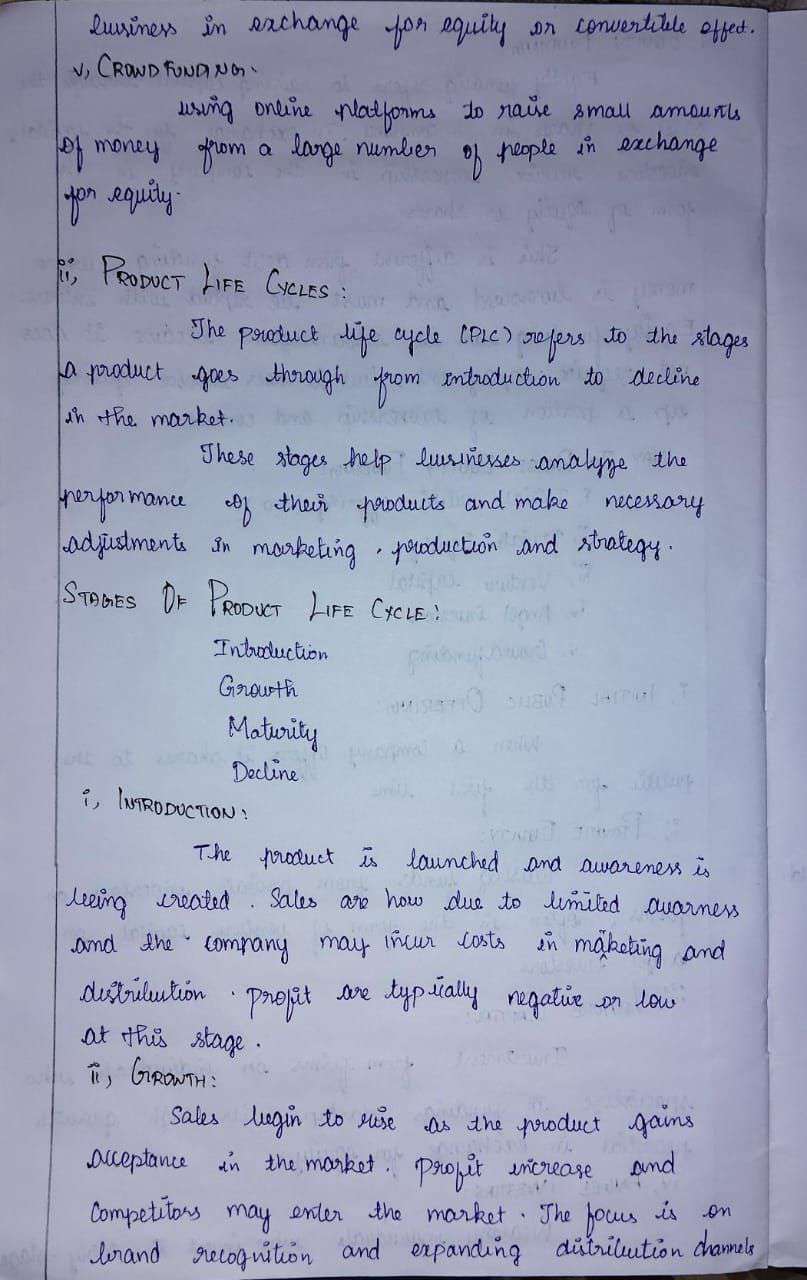 business in exchange for equity or convertible effect.
v, CROWDFUNDING.
using online platforms to raise small amounts
of money from a large number of people in exchange
for equity.
ii, PRODUCT LIFE CYCLES:
The product life cycle (PLC) refers to the stages
a product goes through from introduction to decline
in the market.
These stages help businesses analyze the
performance of their products and make necessary
adjustments in marketing, production and strategy.
STAGES OF PRODUCT LIFE CYCLE:
Introduction
Growth
Maturity
Decline
i, INTRODUCTION:
The product is launched and awareness is
being created. Sales are how due to limited awarness
and the company may incur costs in marketing and
distribution. profit are typically negative or low
at this stage.
ii, GROWTH:
Sales begin to rise as the product gains
acceptance in the market. profit increase and
competitors may enter the market. The focus is on
brand recognition and expanding distribution channels